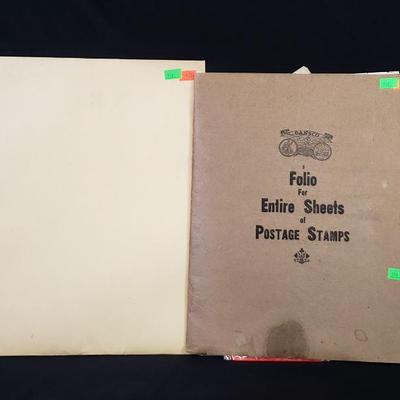 DANSCO
Folio
For
Entire Sheets
of
Postage Stamps